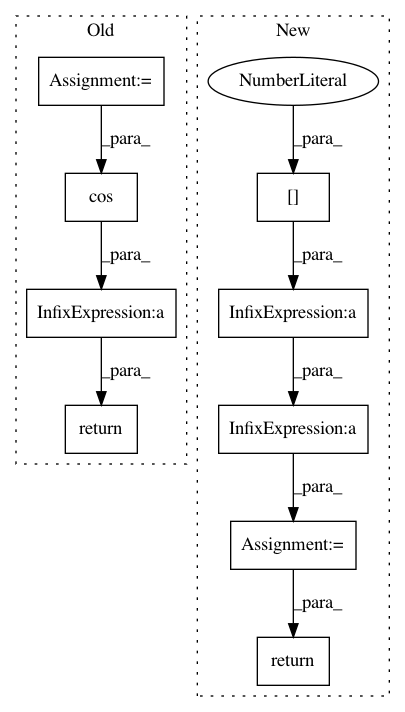 Old
Assignment:=
_para_
cos
_para_
InfixExpression:a
_para_
return
New
NumberLiteral
_para_
[]
_para_
InfixExpression:a
_para_
InfixExpression:a
_para_
Assignment:=
_para_
return